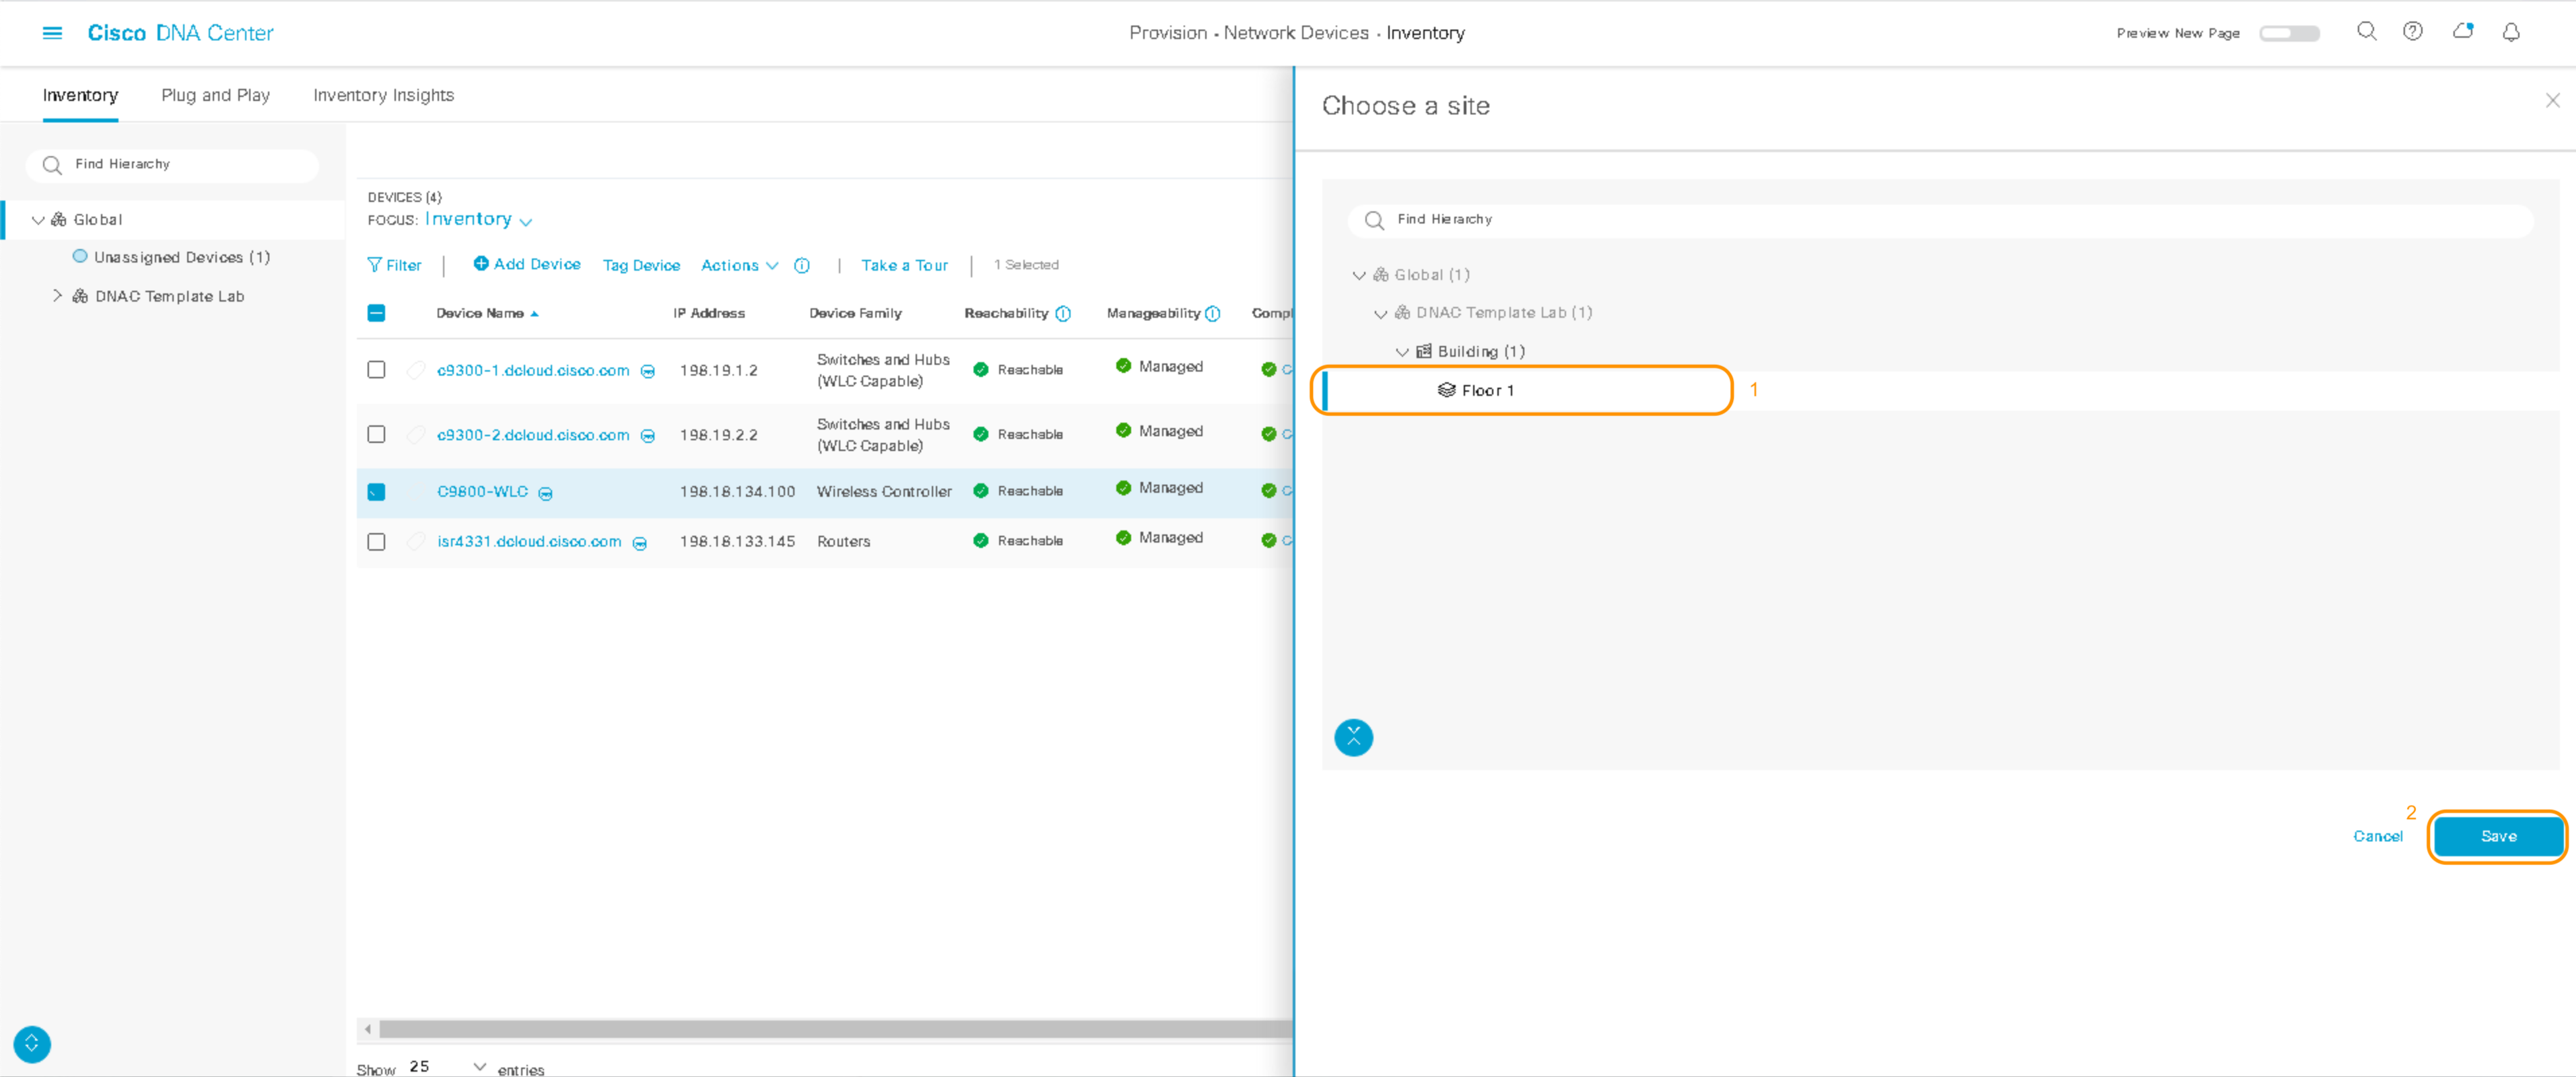 Cisco DNA Center
Provision · Network Devices · Inventory
Preview New Page
Inventory Plug and Play Inventory Insights
Find Hierarchy
Global
Unassigned Devices (1)
DNAC Template Lab
DEVICES (4)
FOCUS: Inventory
Filter | Add Device Tag Device Actions | Take a Tour | 1 Selected
Device Name IP Address Device Family Reachability Manageability Compl
c9300-1.dcloud.cisco.com 198.19.1.2 Switches and Hubs (WLC Capable) Reachable Managed C
c9300-2.dcloud.cisco.com 198.19.2.2 Switches and Hubs (WLC Capable) Reachable Managed C
C9800-WLC 198.18.134.100 Wireless Controller Reachable Managed C
isr4331.dcloud.cisco.com 198.18.133.145 Routers Reachable Managed C
Show 25 entries
Choose a site
Find Hierarchy
Global (1)
DNAC Template Lab (1)
Building (1)
Floor 1
1
2
Cancel Save